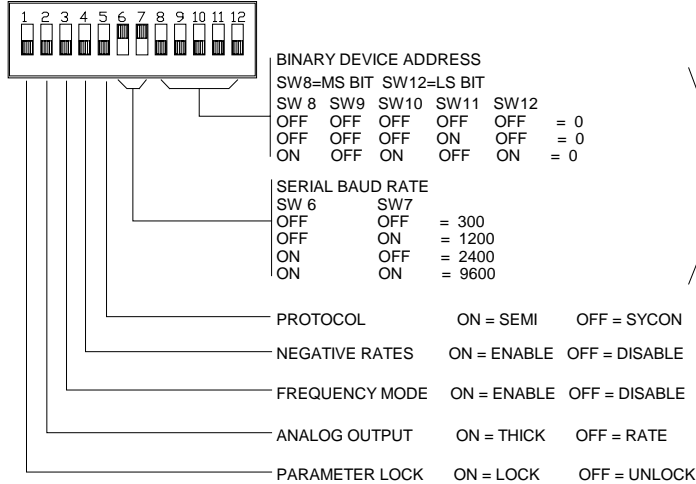 1 2 3 4 5 6 7 8 9 10 11 12
BINARY DEVICE ADDRESS
SW8=MS BIT SW12=LS BIT
SW 8 SW9 SW10 SW11 SW12
OFF OFF OFF OFF OFF = 0
OFF OFF OFF ON OFF = 0
ON OFF ON OFF ON = 0
SERIAL BAUD RATE
SW 6 SW7
OFF OFF = 300
OFF ON = 1200
ON OFF = 2400
ON ON = 9600
PROTOCOL ON = SEMI OFF = SYCON
NEGATIVE RATES ON = ENABLE OFF = DISABLE
FREQUENCY MODE ON = ENABLE OFF = DISABLE
ANALOG OUTPUT ON = THICK OFF = RATE
PARAMETER LOCK ON = LOCK OFF = UNLOCK